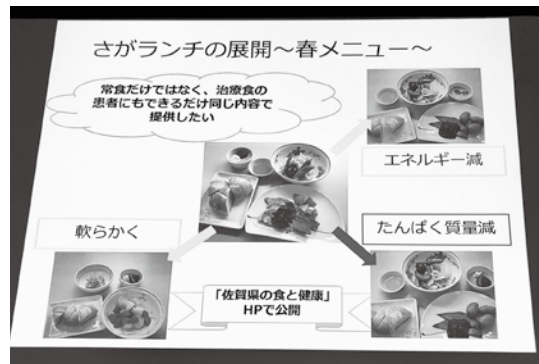 さがランチの展開～春メニュー～
常食だけではなく、治療食の
患者にもできるだけ同じ内容で
提供したい
エネルギー減
軟らかく
たんぱく質量減
「佐賀県の食と健康」
HPで公開